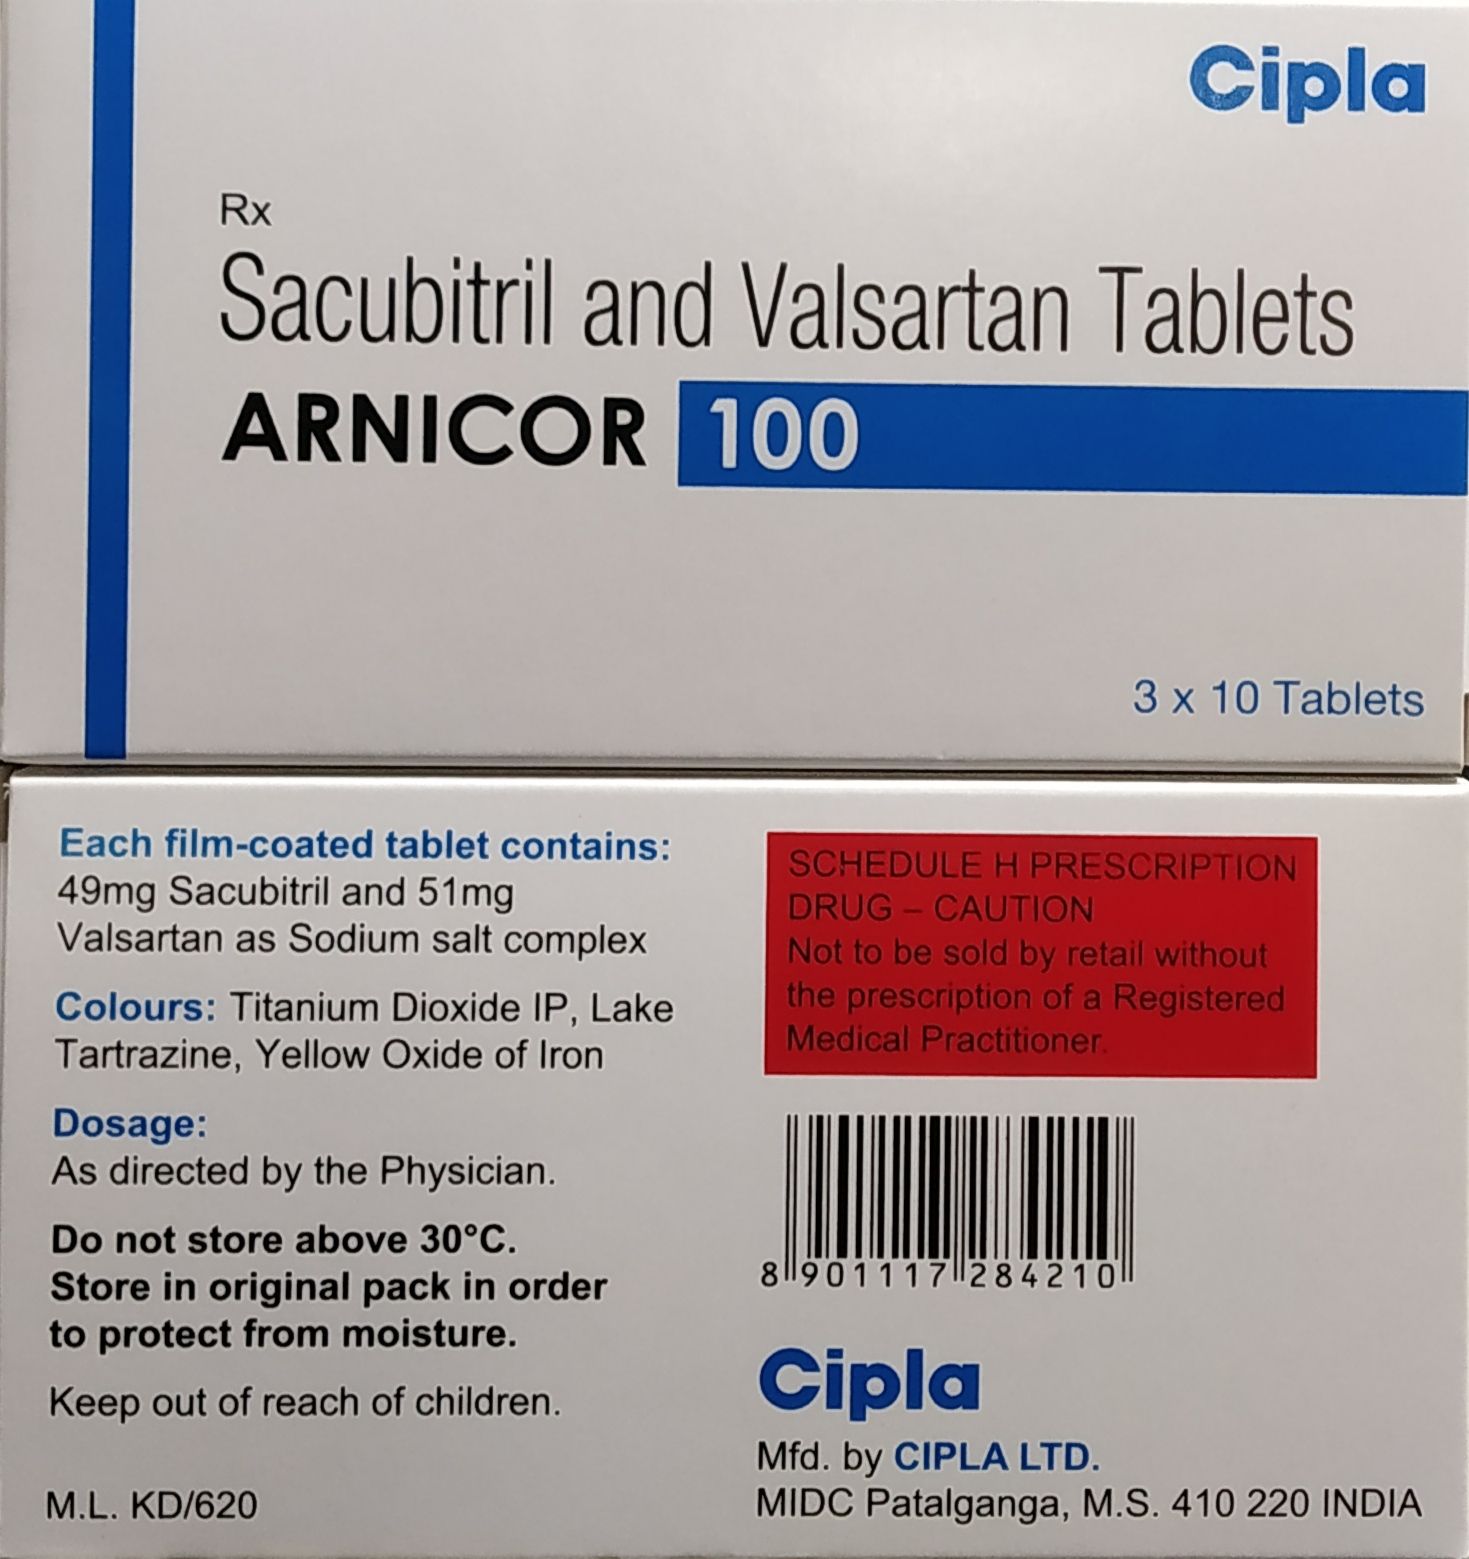 Cipla
Rx
Sacubitril and Valsartan Tablets
ARNICOR 100
3 x 10 Tablets
Each film-coated tablet contains:
49mg Sacubitril and 51mg
Valsartan as Sodium salt complex
Colours: Titanium Dioxide IP, Lake
Tartrazine, Yellow Oxide of Iron
Dosage:
As directed by the Physician.
Do not store above 30°C.
Store in original pack in order
to protect from moisture.
Keep out of reach of children.
M.L. KD/620
SCHEDULE H PRESCRIPTION
DRUG – CAUTION
Not to be sold by retail without
the prescription of a Registered
Medical Practitioner.
8 901117 284210
Cipla
Mfd. by CIPLA LTD.
MIDC Patalganga, M.S. 410 220 INDIA